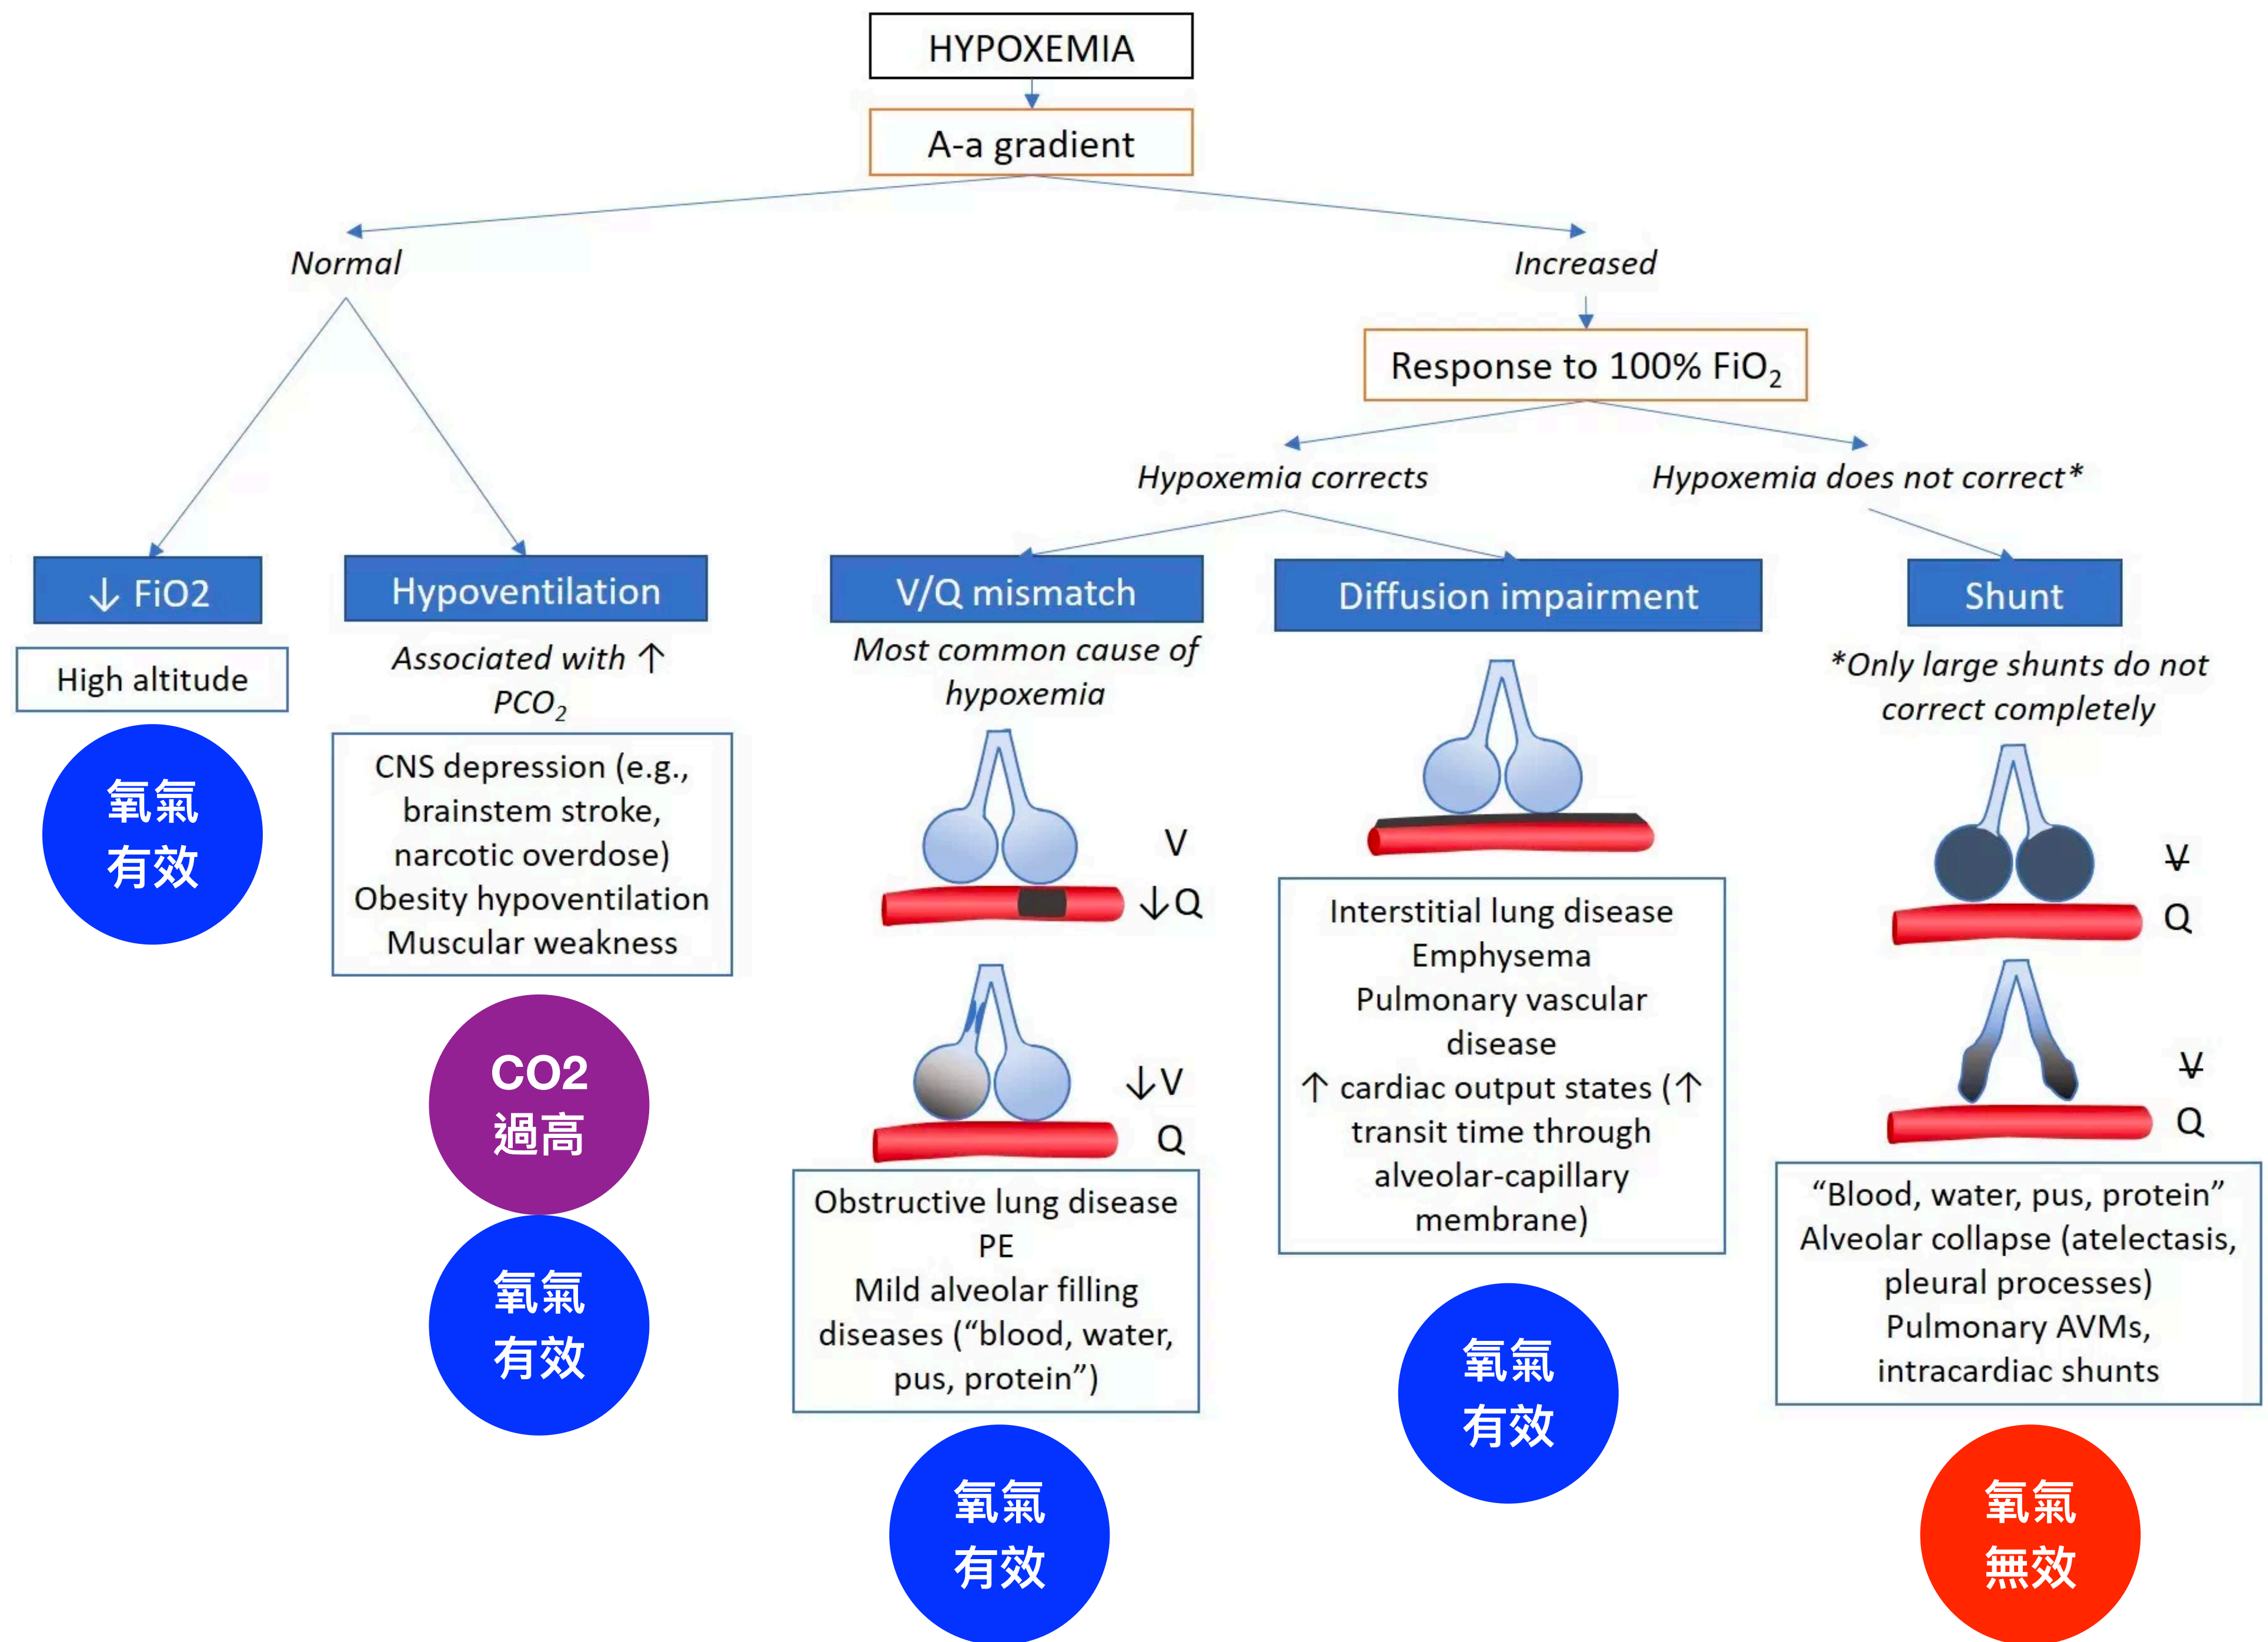 HYPOXEMIA
A-a gradient
Normal
Increased
Response to 100% FiO₂
Hypoxemia corrects
Hypoxemia does not correct*
↓ FiO2
High altitude
氧氣
有效
Hypoventilation
Associated with ↑
PCO₂
CNS depression (e.g.,
brainstem stroke,
narcotic overdose)
Obesity hypoventilation
Muscular weakness
CO2
過高
氧氣
有效
V/Q mismatch
Most common cause of
hypoxemia
V
↓Q
↓V
Q
Obstructive lung disease
PE
Mild alveolar filling
diseases (“blood, water,
pus, protein”)
氧氣
有效
Diffusion impairment
Interstitial lung disease
Emphysema
Pulmonary vascular
disease
↑ cardiac output states (↑
transit time through
alveolar-capillary
membrane)
氧氣
有效
Shunt
*Only large shunts do not
correct completely
V
Q
V
Q
“Blood, water, pus, protein”
Alveolar collapse (atelectasis,
pleural processes)
Pulmonary AVMs,
intracardiac shunts
氧氣
無效